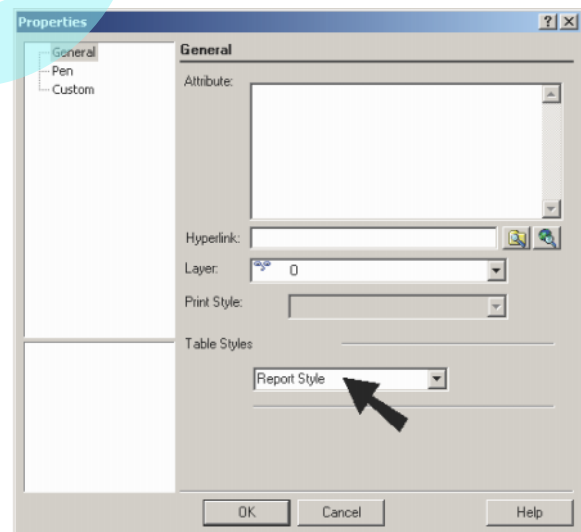 Properties
General
Pen
Custom
General
Attribute:
Hyperlink:
Layer: 0
Print Style:
Table Styles
Report Style
OK Cancel Help